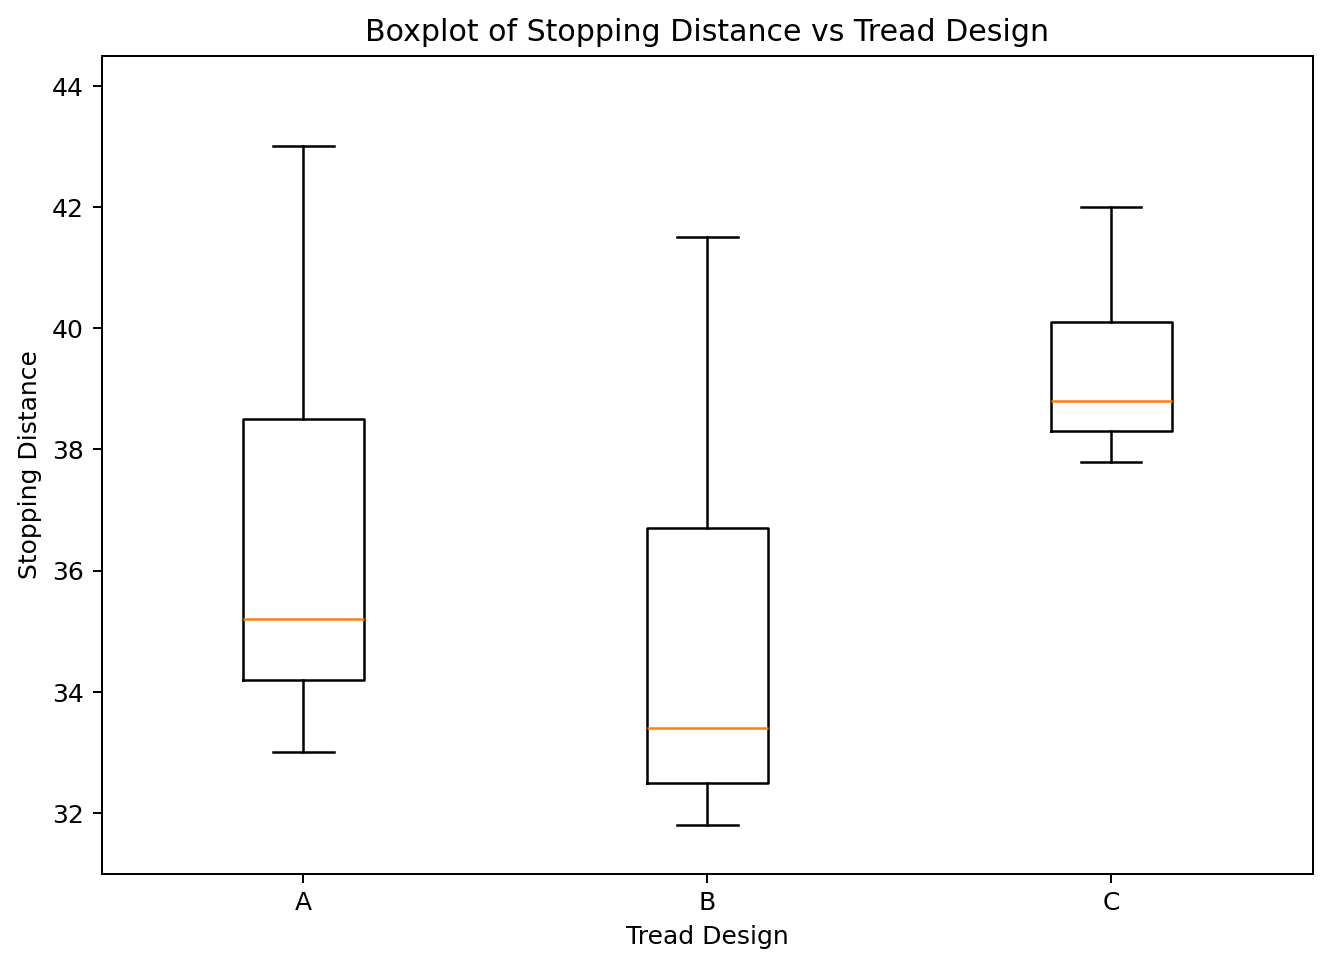 Boxplot of Stopping Distance vs Tread Design
44
42
40
38
36
34
32
Stopping Distance
A B C
Tread Design